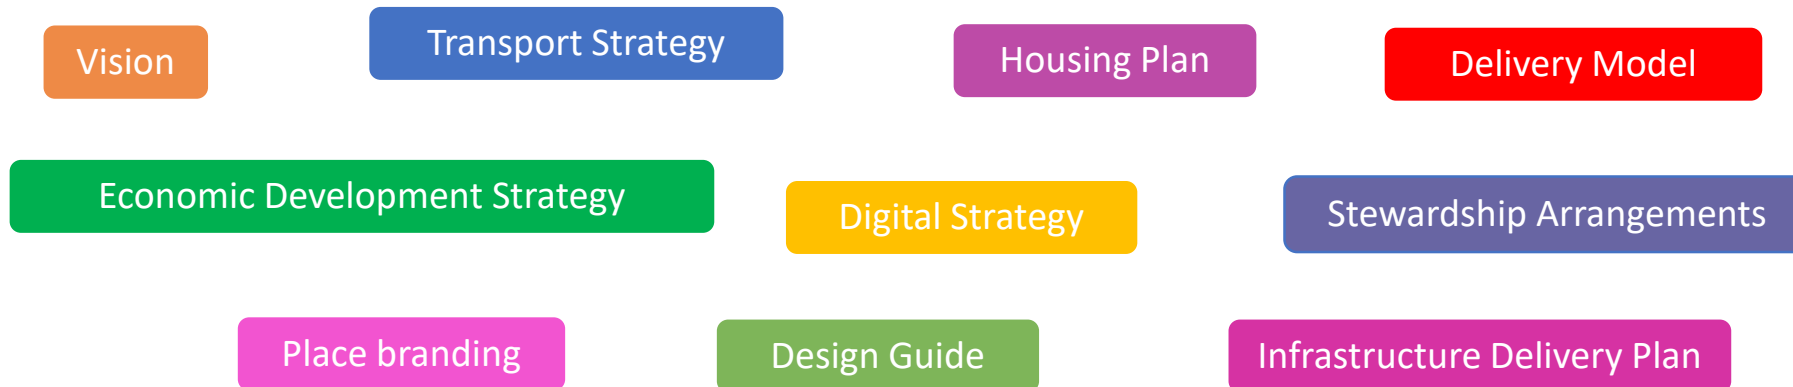 Vision
Transport Strategy
Housing Plan
Delivery Model
Economic Development Strategy
Digital Strategy
Stewardship Arrangements
Place branding
Design Guide
Infrastructure Delivery Plan